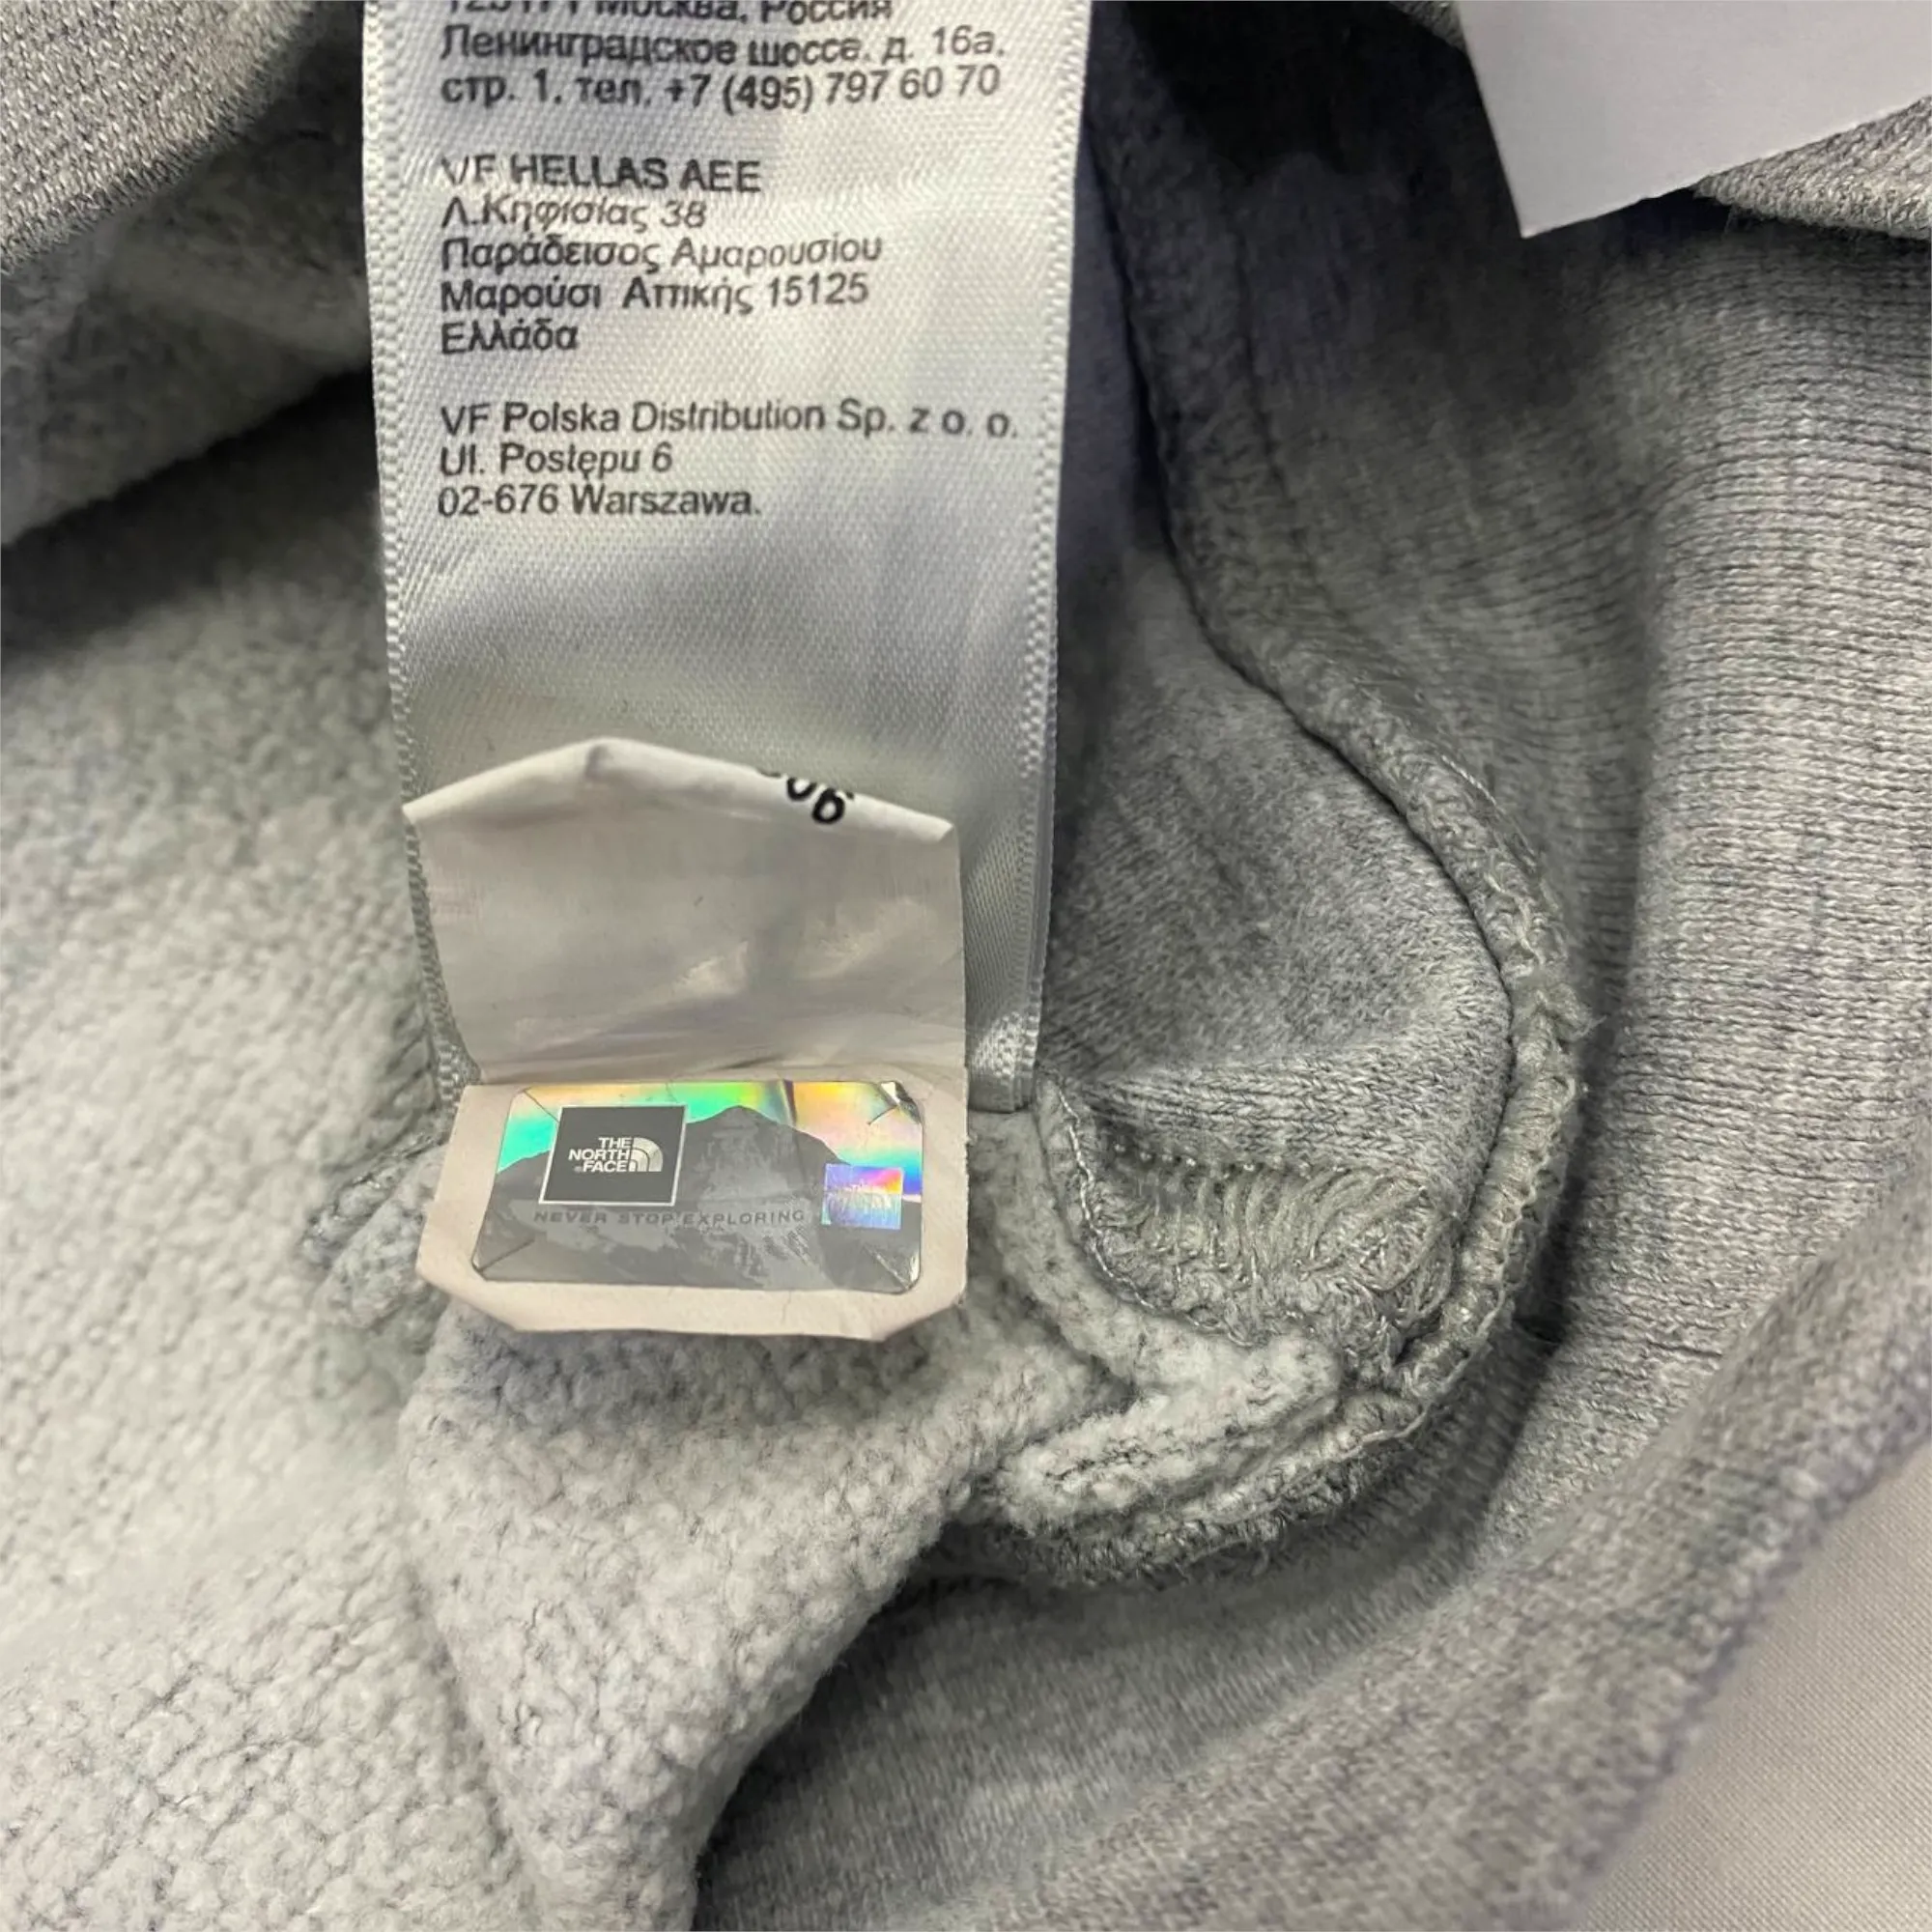 Москва, Россия
Ленинградское шоссе, д. 16а,
стр. 1, тел. +7 (495) 797 60 70
VF HELLAS AEE
Λ.Κηφισίας 38
Παράδεισος Αμαρουσίου
Μαρούσι Αττικής 15125
Ελλάδα
VF Polska Distribution Sp. z o. o.
Ul. Postępu 6
02-676 Warszawa.
THE
NORTH
FACE
NEVER STOP EXPLORING